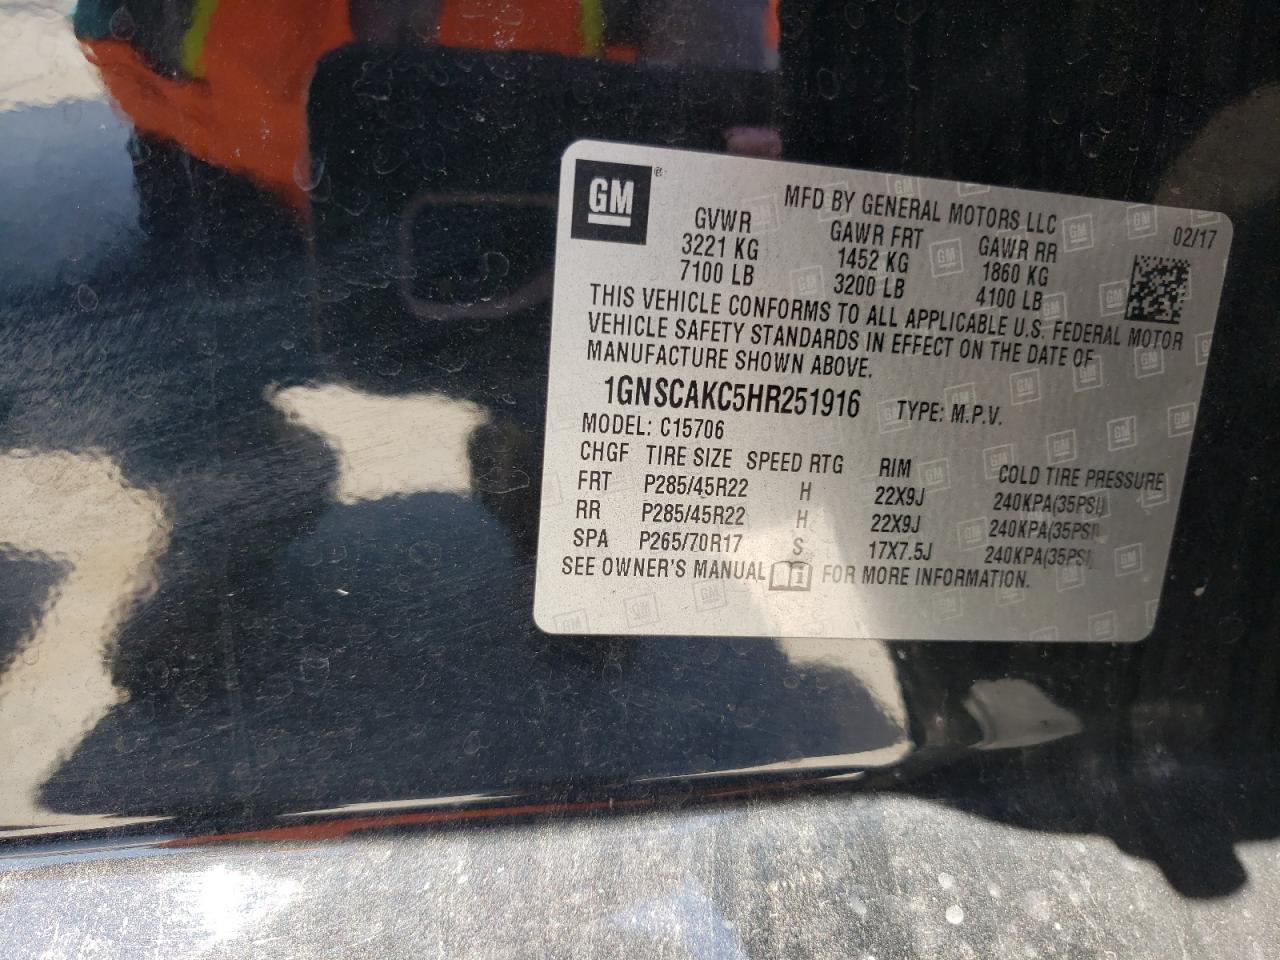 GM ®
MFD BY GENERAL MOTORS LLC
02/17
GVWR GAWR FRT GAWR RR
3221 KG 1452 KG 1860 KG
7100 LB 3200 LB 4100 LB
THIS VEHICLE CONFORMS TO ALL APPLICABLE U.S. FEDERAL MOTOR
VEHICLE SAFETY STANDARDS IN EFFECT ON THE DATE OF
MANUFACTURE SHOWN ABOVE.
1GNSCAKC5HR251916 TYPE: M.P.V.
MODEL: C15706
CHGF TIRE SIZE SPEED RTG RIM COLD TIRE PRESSURE
FRT P285/45R22 H 22X9J 240KPA(35PSI)
RR P285/45R22 H 22X9J 240KPA(35PSI)
SPA P265/70R17 S 17X7.5J 240KPA(35PSI)
SEE OWNER'S MANUAL i FOR MORE INFORMATION.